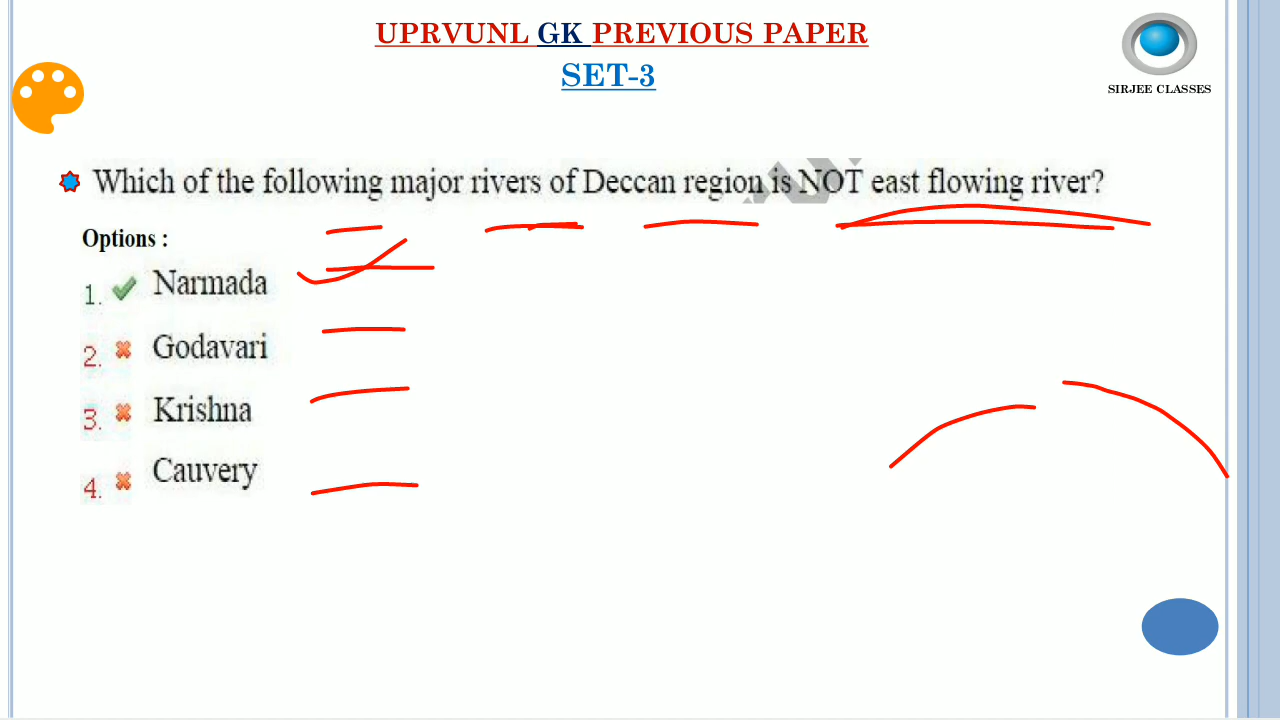 UPRVUNL GK PREVIOUS PAPER
SET-3
SIRJEE CLASSES
Which of the following major rivers of Deccan region is NOT east flowing river?
Options :
1. Narmada
2. Godavari
3. Krishna
4. Cauvery